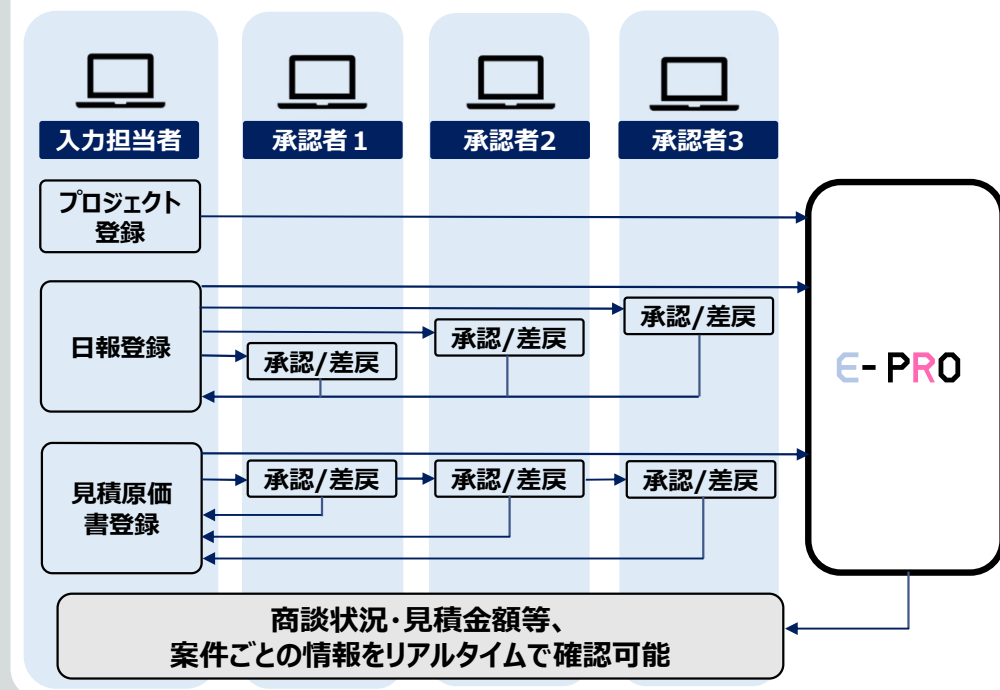 入力担当者
承認者１
承認者2
承認者3
プロジェクト
登録
日報登録
承認/差戻
承認/差戻
承認/差戻
E-PRO
見積原価
書登録
承認/差戻
承認/差戻
承認/差戻
商談状況・見積金額等、
案件ごとの情報をリアルタイムで確認可能